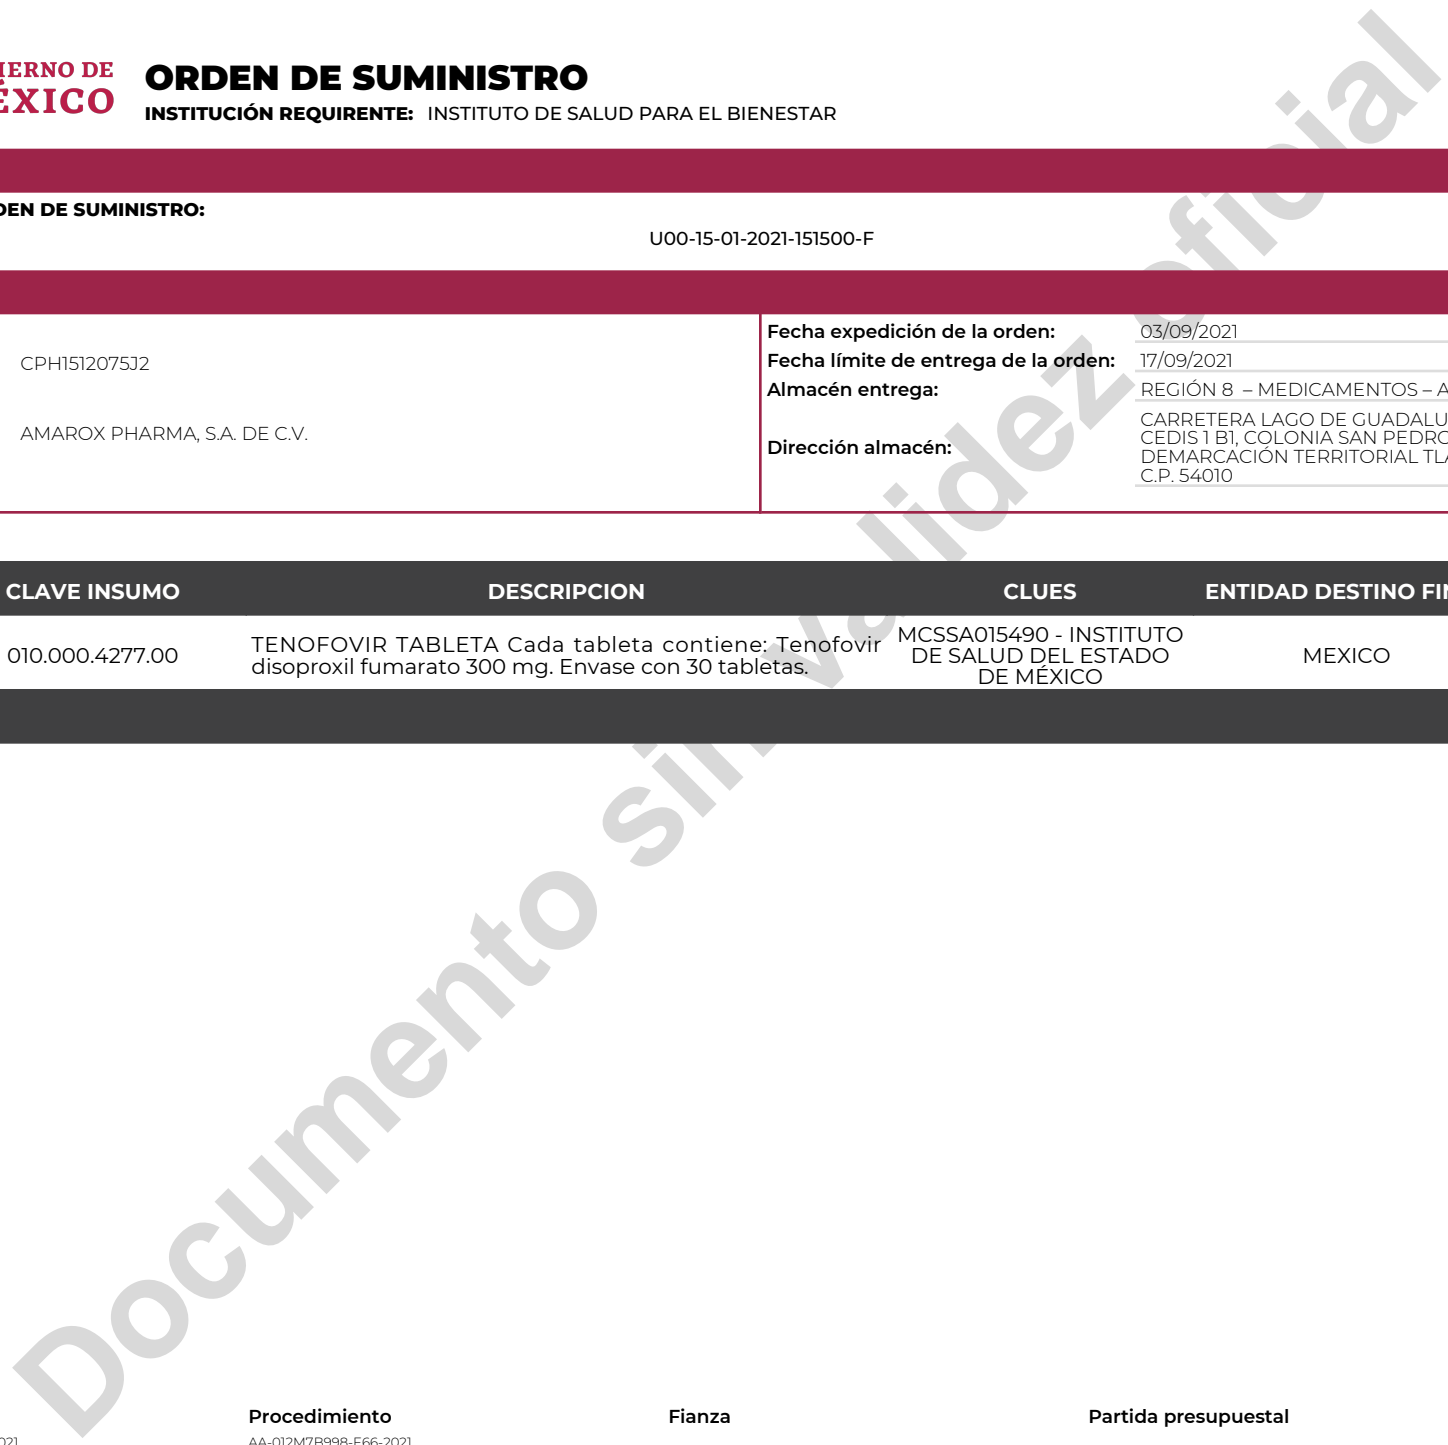 IERNO DE
ÉXICO
ORDEN DE SUMINISTRO
INSTITUCIÓN REQUIRENTE: INSTITUTO DE SALUD PARA EL BIENESTAR
DEN DE SUMINISTRO:
U00-15-01-2021-151500-F
CPH1512075J2
AMAROX PHARMA, S.A. DE C.V.
Fecha expedición de la orden: 03/09/2021
Fecha límite de entrega de la orden: 17/09/2021
Almacén entrega: REGIÓN 8 – MEDICAMENTOS – A
Dirección almacén:
CARRETERA LAGO DE GUADALU
CEDIS 1 B1, COLONIA SAN PEDRO
DEMARCACIÓN TERRITORIAL TLA
C.P. 54010
CLAVE INSUMO DESCRIPCION CLUES ENTIDAD DESTINO FIN
010.000.4277.00
TENOFOVIR TABLETA Cada tableta contiene: Tenofovir
disoproxil fumarato 300 mg. Envase con 30 tabletas.
MCSSA015490 - INSTITUTO
DE SALUD DEL ESTADO
DE MÉXICO
MEXICO
Documento sin validez oficial
Procedimiento Fianza Partida presupuestal
021 AA-012M7B998-E66-2021